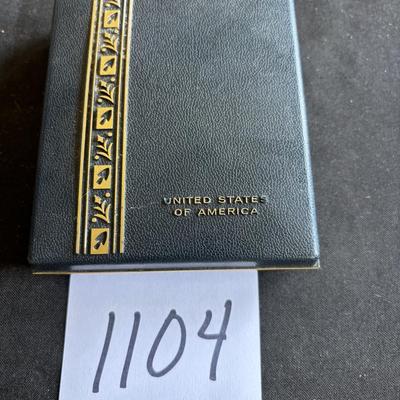 UNITED STATES
OF AMERICA
1104